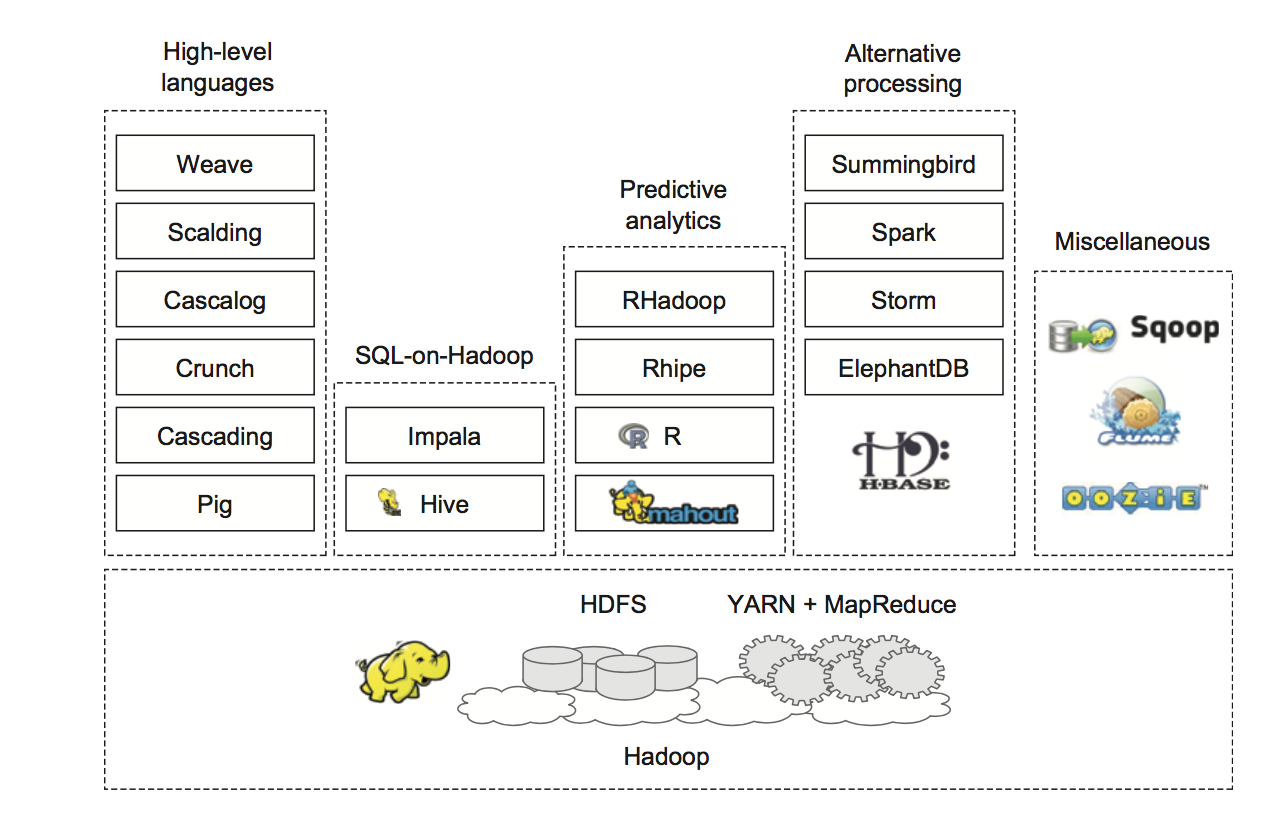 High-level
languages
Weave
Scalding
Cascalog
Crunch
Cascading
Pig
SQL-on-Hadoop
Impala
Hive
Predictive
analytics
RHadoop
Rhipe
R R
mahout
Alternative
processing
Summingbird
Spark
Storm
ElephantDB
H
H·BASE
Miscellaneous
Sqoop
FLUME
OOZIE™
HDFS
YARN + MapReduce
Hadoop